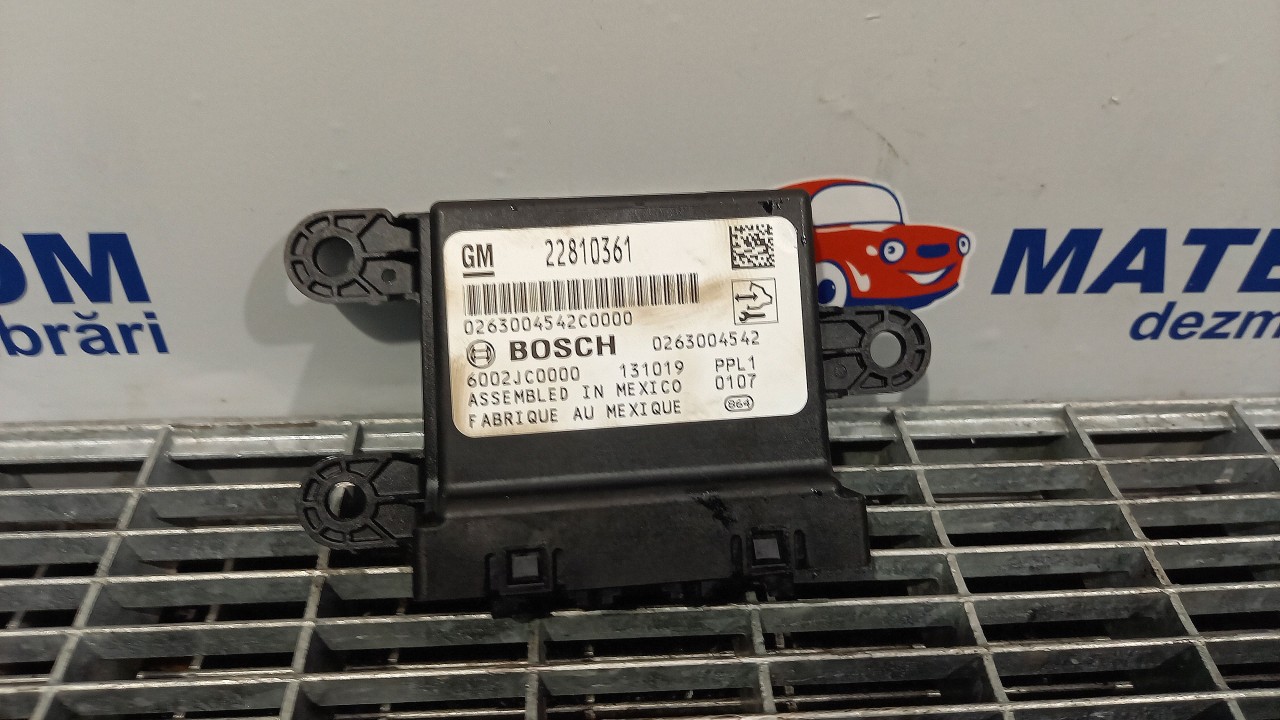 GM 22810361
0263004542C0000
BOSCH 0263004542
6002JC0000 131019 PPL1
ASSEMBLED IN MEXICO 0107
FABRIQUE AU MEXIQUE 864
OM
brări
MATE
dezm